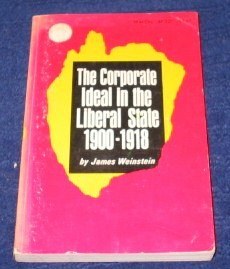 The Corporate
Ideal In the
Liberal State
1900-1918
by James Weinstein